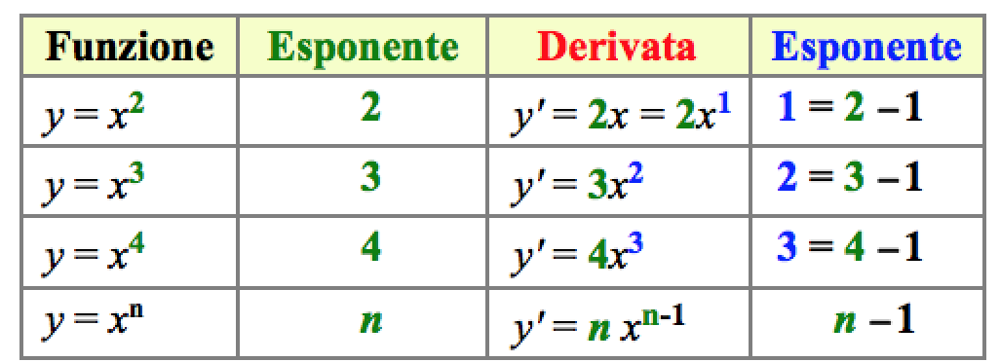 Funzione Esponente Derivata Esponente
y = x² 2 y′ = 2x = 2x¹ 1 = 2 −1
y = x³ 3 y′ = 3x² 2 = 3 −1
y = x⁴ 4 y′ = 4x³ 3 = 4 −1
y = xⁿ n y′ = n xⁿ⁻¹ n −1